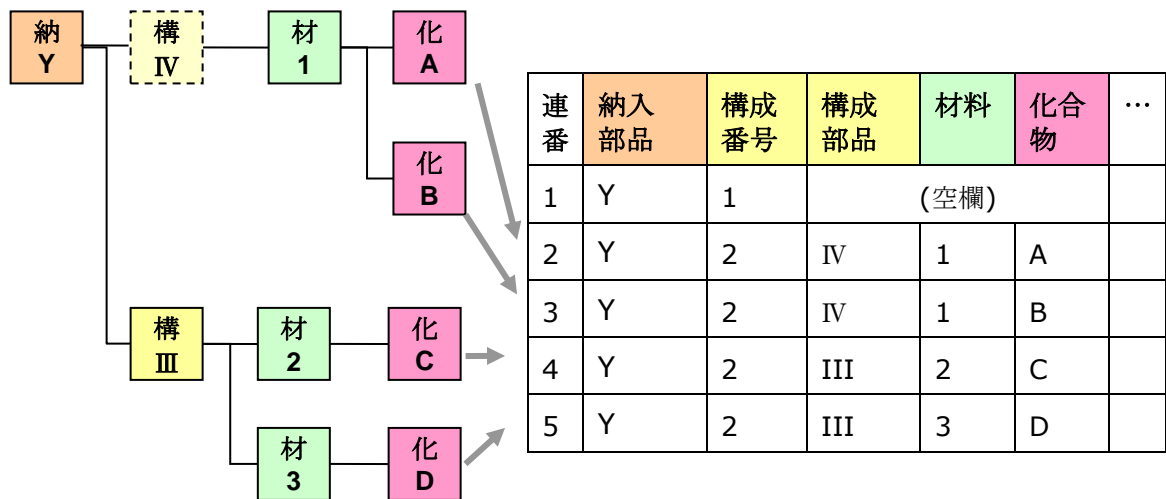 納
Y
構
Ⅳ
材
1
化
A
化
B
構
Ⅲ
材
2
化
C
材
3
化
D
連番 納入部品 構成番号 構成部品 材料 化合物 …
1 Y 1 (空欄)
2 Y 2 Ⅳ 1 A
3 Y 2 Ⅳ 1 B
4 Y 2 III 2 C
5 Y 2 III 3 D